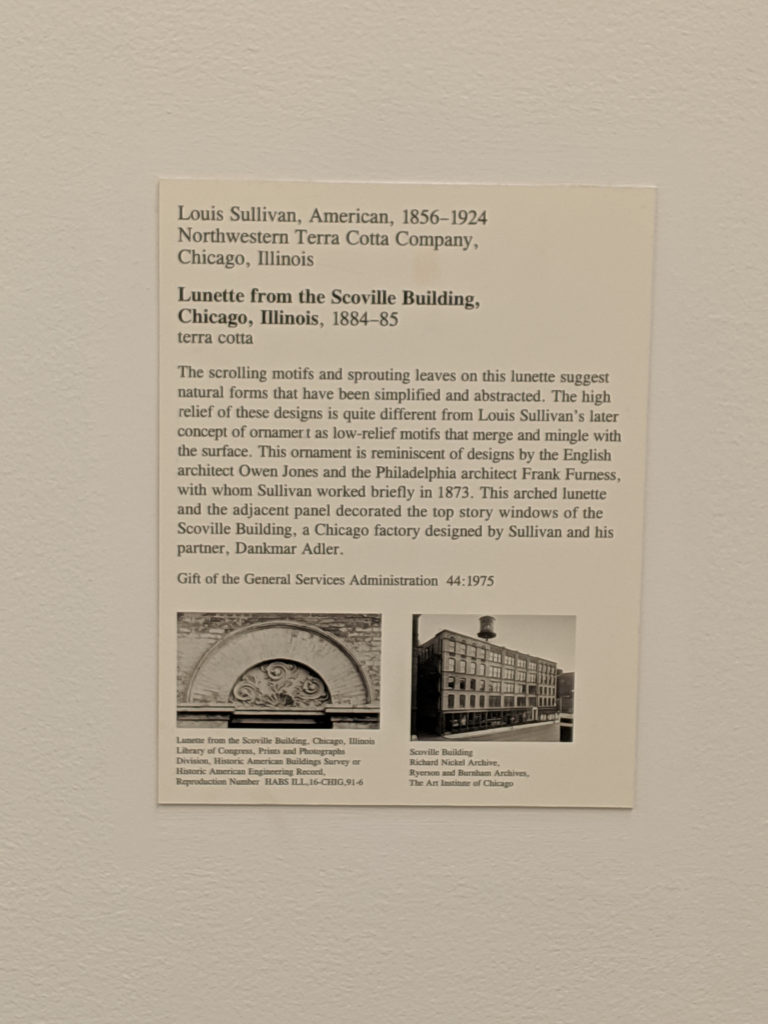 Louis Sullivan, American, 1856–1924
Northwestern Terra Cotta Company,
Chicago, Illinois
Lunette from the Scoville Building,
Chicago, Illinois, 1884–85
terra cotta
The scrolling motifs and sprouting leaves on this lunette suggest
natural forms that have been simplified and abstracted. The high
relief of these designs is quite different from Louis Sullivan's later
concept of ornament as low-relief motifs that merge and mingle with
the surface. This ornament is reminiscent of designs by the English
architect Owen Jones and the Philadelphia architect Frank Furness,
with whom Sullivan worked briefly in 1873. This arched lunette
and the adjacent panel decorated the top story windows of the
Scoville Building, a Chicago factory designed by Sullivan and his
partner, Dankmar Adler.
Gift of the General Services Administration 44:1975
Lunette from the Scoville Building, Chicago, Illinois
Library of Congress, Prints and Photographs
Division, Historic American Buildings Survey or
Historic American Engineering Record,
Reproduction Number HABS ILL,16-CHIG,91-6
Scoville Building
Richard Nickel Archive,
Ryerson and Burnham Archives,
The Art Institute of Chicago